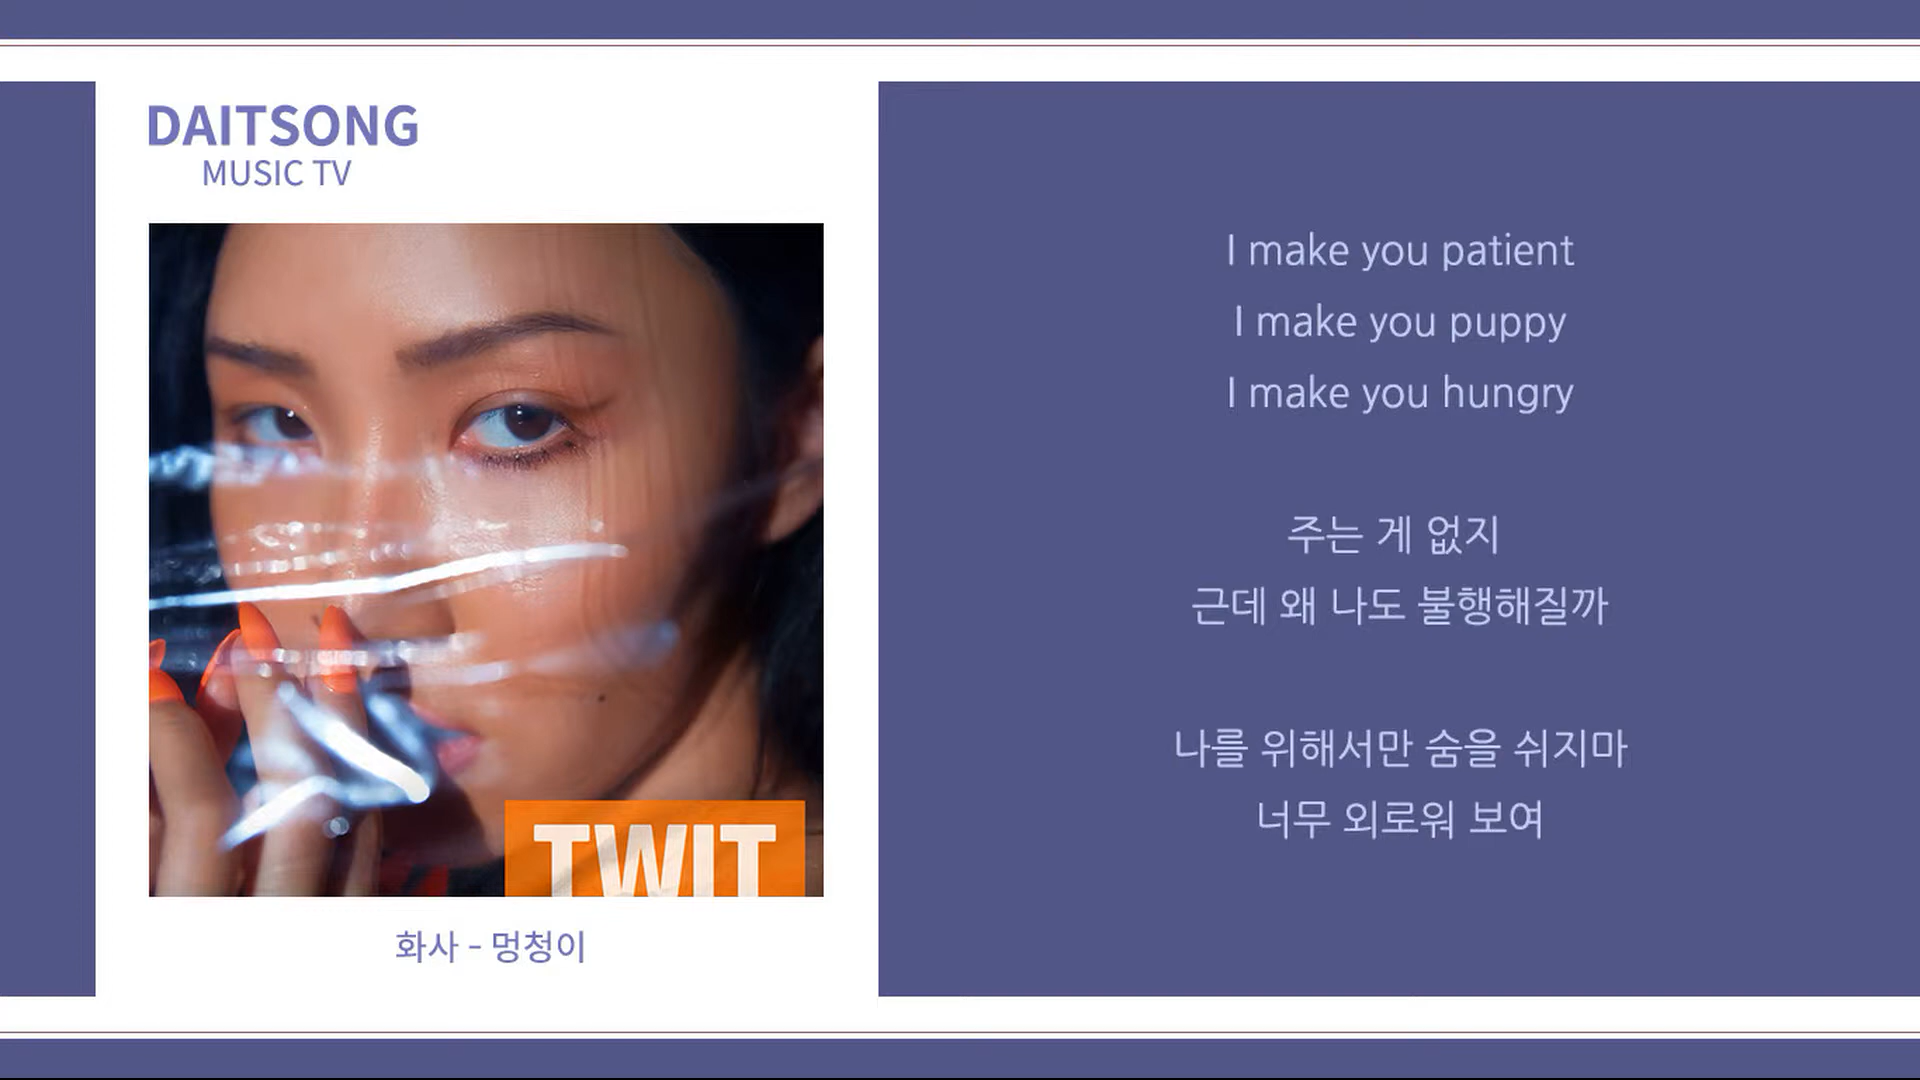 DAITSONG
MUSIC TV
TWIT
화사 - 멍청이
I make you patient
I make you puppy
I make you hungry
주는 게 없지
근데 왜 나도 불행해질까
나를 위해서만 숨을 쉬지마
너무 외로워 보여